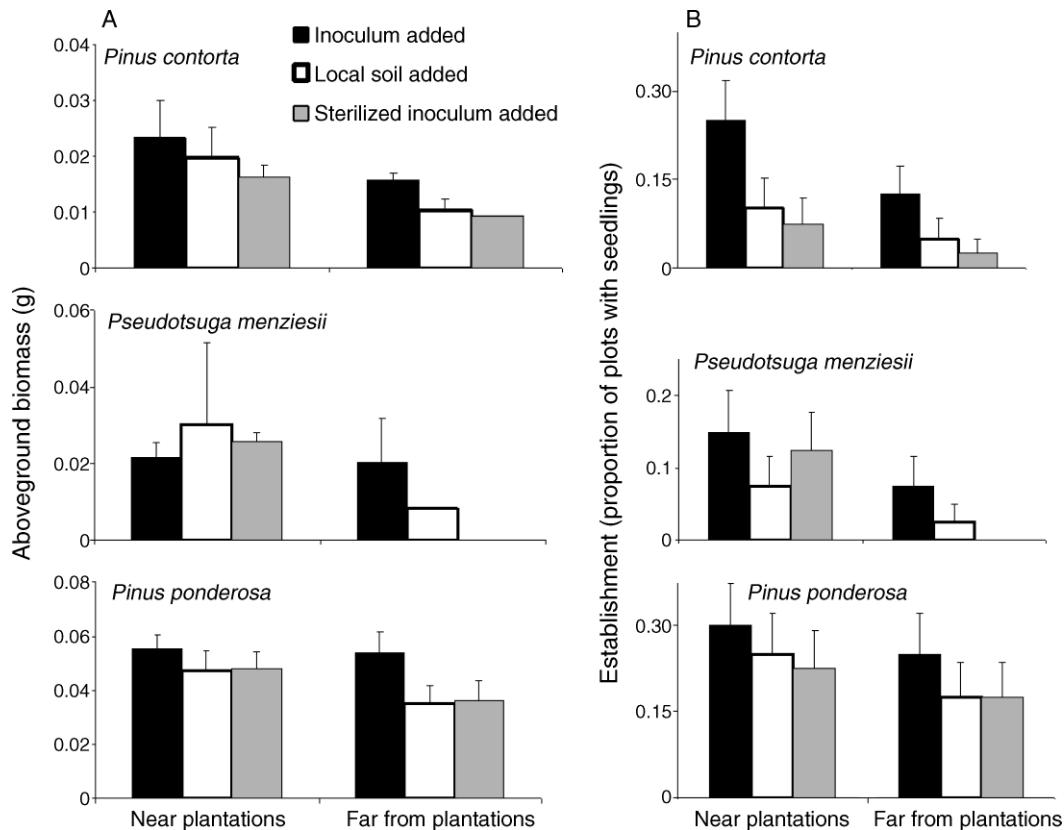 A
Pinus contorta
Inoculum added
Local soil added
Sterilized inoculum added
0.04
0.03
0.02
0.01
0
Pseudotsuga menziesii
0.06
0.04
0.02
0
Pinus ponderosa
0.08
0.06
0.04
0.02
0
Aboveground biomass (g)
Near plantations
Far from plantations
B
Pinus contorta
0.30
0.15
0
Pseudotsuga menziesii
0.2
0.1
0
Pinus ponderosa
0.30
0.15
0
Establishment (proportion of plots with seedlings)
Near plantations
Far from plantations